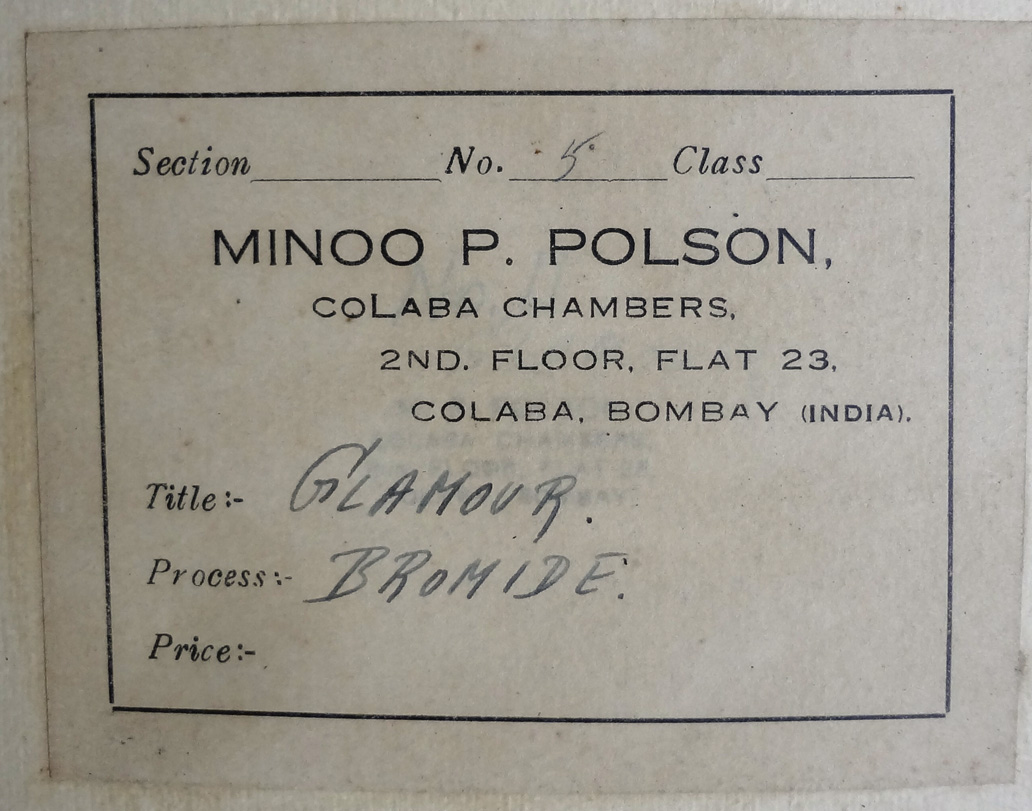 Section No. 5 Class
MINOO P. POLSON,
COLABA CHAMBERS,
2ND. FLOOR, FLAT 23,
COLABA, BOMBAY (INDIA).
Title:- GLAMOUR.
Process:- BROMIDE.
Price:-